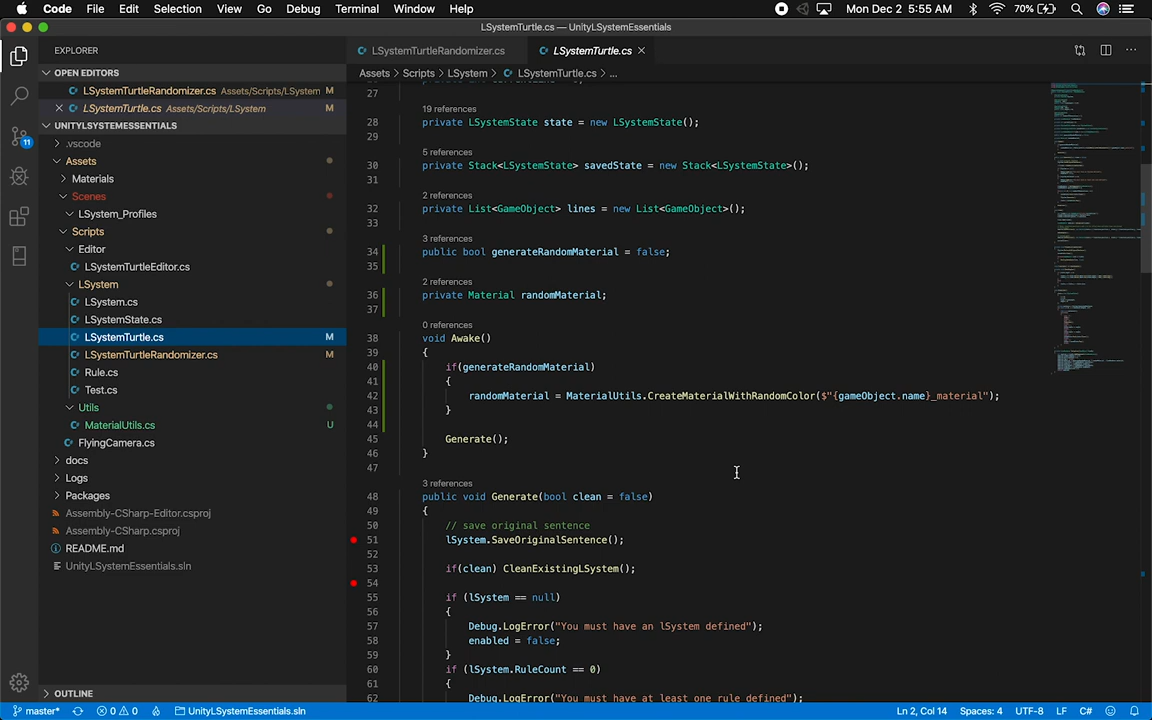 Code File Edit Selection View Go Debug Terminal Window Help Mon Dec 2 5:55 AM 70%
LSystemTurtle.cs — UnityLSystemEssentials
EXPLORER
LSystemTurtleRandomizer.cs LSystemTurtle.cs
OPEN EDITORS
Assets > Scripts > LSystem > LSystemTurtle.cs > ...
LSystemTurtleRandomizer.cs Assets/Scripts/LSystem M
LSystemTurtle.cs Assets/Scripts/LSystem M
UNITYLSYSTEMESSENTIALS
11
.vscode
Assets
Materials
Scenes
LSystem_Profiles
Scripts
Editor
LSystemTurtleEditor.cs
LSystem
LSystem.cs
LSystemState.cs
LSystemTurtle.cs M
LSystemTurtleRandomizer.cs M
Rule.cs
Test.cs
Utils
MaterialUtils.cs U
FlyingCamera.cs
docs
Logs
Packages
Assembly-CSharp-Editor.csproj
Assembly-CSharp.csproj
README.md
UnityLSystemEssentials.sln
OUTLINE
27
19 references
28 private LSystemState state = new LSystemState();
29
5 references
30 private Stack<LSystemState> savedState = new Stack<LSystemState>();
31
2 references
32 private List<GameObject> lines = new List<GameObject>();
33
3 references
34 public bool generateRandomMaterial = false;
35
2 references
36 private Material randomMaterial;
37
0 references
38 void Awake()
39 {
40 if(generateRandomMaterial)
41 {
42 randomMaterial = MaterialUtils.CreateMaterialWithRandomColor($"{gameObject.name}_material");
43 }
44
45 Generate();
46 }
47
3 references
48 public void Generate(bool clean = false)
49 {
50 // save original sentence
51 lSystem.SaveOriginalSentence();
52
53 if(clean) CleanExistingLSystem();
54
55 if (lSystem == null)
56 {
57 Debug.LogError("You must have an lSystem defined");
58 enabled = false;
59 }
60 if (lSystem.RuleCount == 0)
61 {
62 Debug.LogError("You must have at least one rule defined");
master* 0 0 UnityLSystemEssentials.sln Ln 2, Col 14 Spaces: 4 UTF-8 LF C#